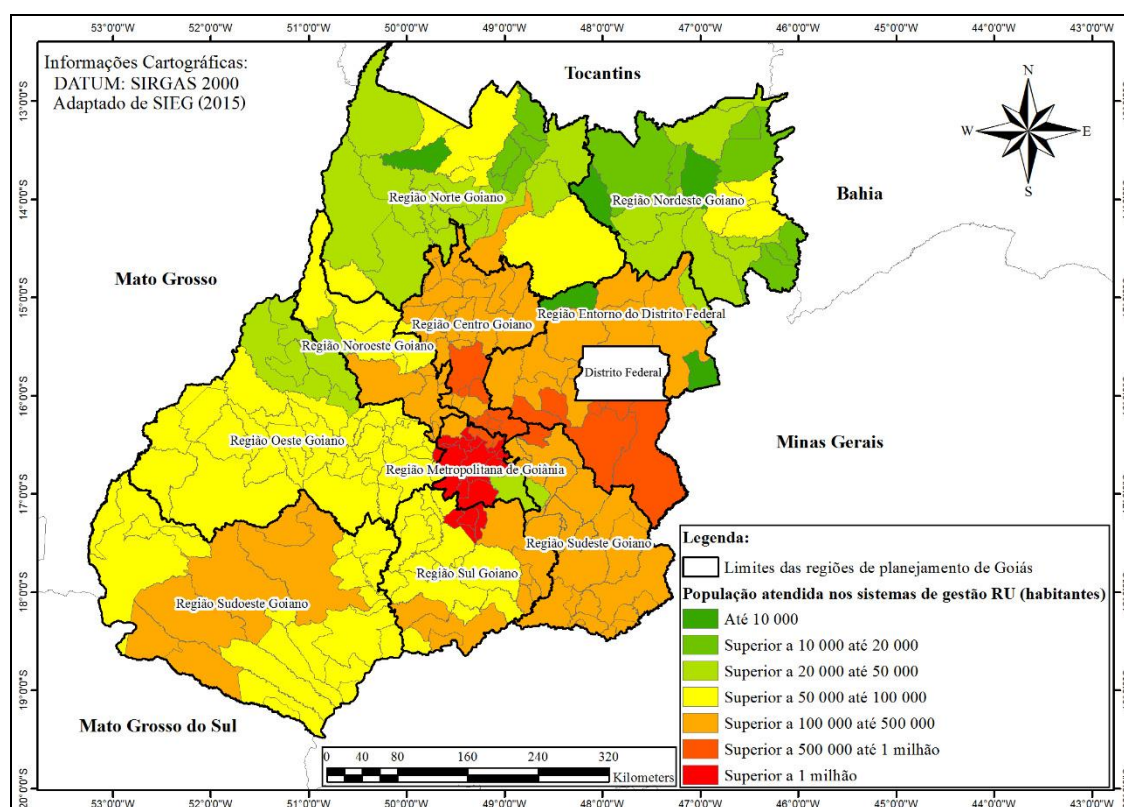 53°0'0"O 52°0'0"O 51°0'0"O 50°0'0"O 49°0'0"O 48°0'0"O 47°0'0"O 46°0'0"O 45°0'0"O 44°0'0"O 43°0'0"O
Informações Cartográficas:
DATUM: SIRGAS 2000
Adaptado de SIEG (2015)
Tocantins
N
W
E
S
13°0'0"S
14°0'0"S
15°0'0"S
16°0'0"S
17°0'0"S
18°0'0"S
19°0'0"S
20°0'0"S
Região Norte Goiano
Região Nordeste Goiano
Bahia
Mato Grosso
Região Centro Goiano
Região Entorno do Distrito Federal
Região Noroeste Goiano
Distrito Federal
Região Oeste Goiano
Minas Gerais
Região Metropolitana de Goiânia
Região Sudeste Goiano
Região Sul Goiano
Região Sudoeste Goiano
Mato Grosso do Sul
Legenda:
Limites das regiões de planejamento de Goiás
População atendida nos sistemas de gestão RU (habitantes)
Até 10 000
Superior a 10 000 até 20 000
Superior a 20 000 até 50 000
Superior a 50 000 até 100 000
Superior a 100 000 até 500 000
Superior a 500 000 até 1 milhão
Superior a 1 milhão
0 40 80 160 240 320
Kilometers
53°0'0"O 52°0'0"O 51°0'0"O 50°0'0"O 49°0'0"O 48°0'0"O 47°0'0"O 46°0'0"O 45°0'0"O 44°0'0"O 43°0'0"O